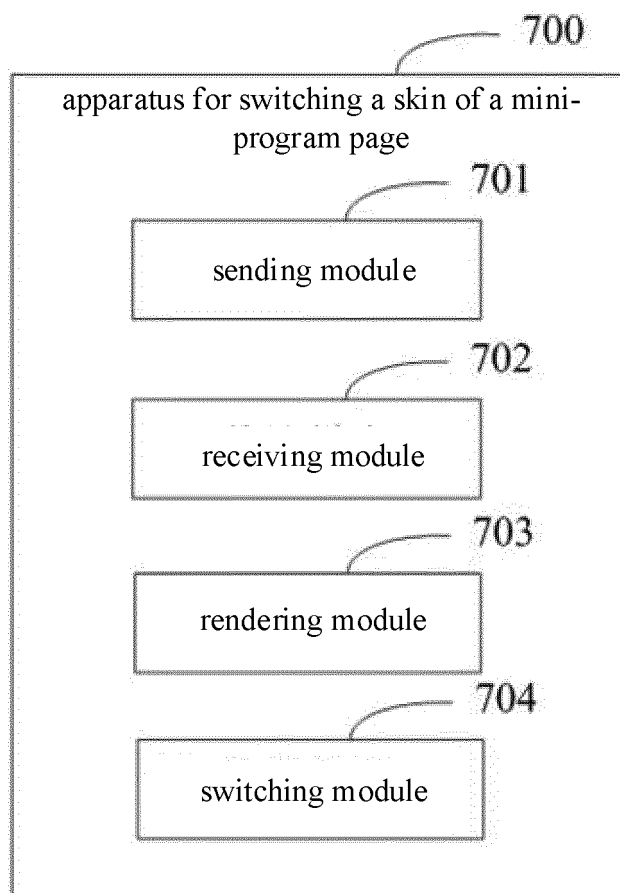 700
apparatus for switching a skin of a mini-
program page
701
sending module
702
receiving module
703
rendering module
704
switching module